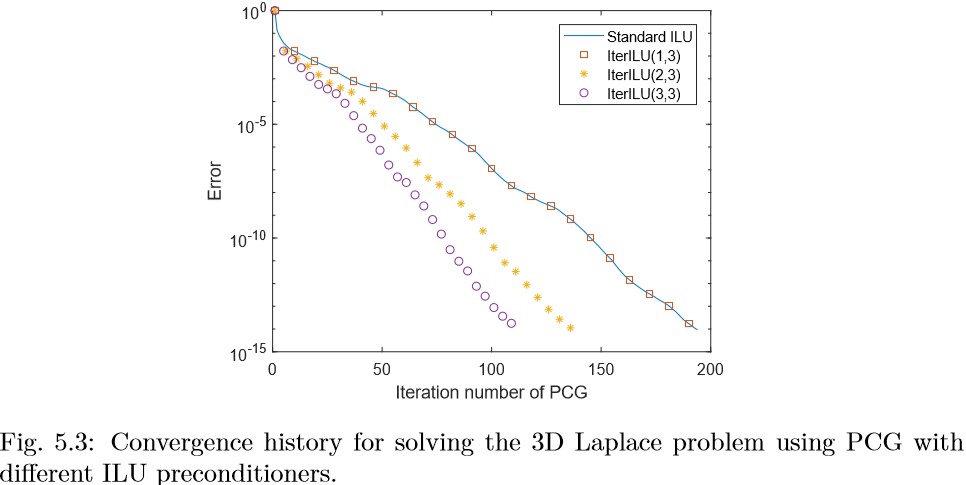 10^0
10^-5
10^-10
10^-15
Error
Standard ILU
IterILU(1,3)
IterILU(2,3)
IterILU(3,3)
0 50 100 150 200
Iteration number of PCG
Fig. 5.3: Convergence history for solving the 3D Laplace problem using PCG with
different ILU preconditioners.